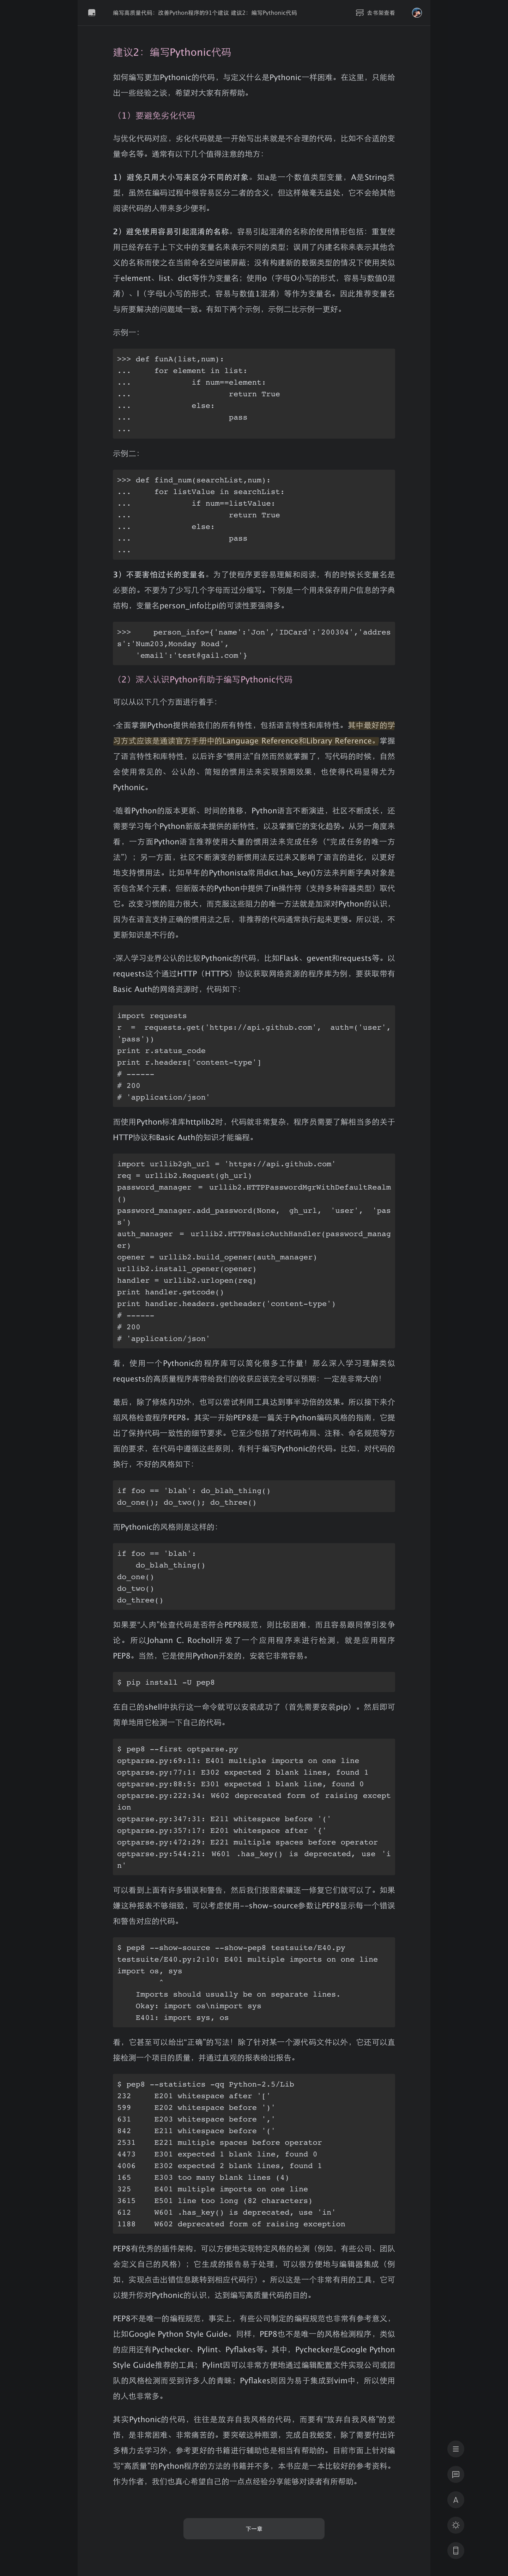 编写高质量代码：改善Python程序的91个建议 建议2：编写Pythonic代码
去书架查看
建议2：编写Pythonic代码
如何编写更加Pythonic的代码，与定义什么是Pythonic一样困难。在这里，只能给
出一些经验之谈，希望对大家有所帮助。
（1）要避免劣化代码
与优化代码对应，劣化代码就是一开始写出来就是不合理的代码，比如不合适的变
量命名等。通常有以下几个值得注意的地方：
1）避免只用大小写来区分不同的对象。如a是一个数值类型变量，A是String类
型，虽然在编码过程中很容易区分二者的含义，但这样做毫无益处，它不会给其他
阅读代码的人带来多少便利。
2）避免使用容易引起混淆的名称。容易引起混淆的名称的使用情形包括：重复使
用已经存在于上下文中的变量名来表示不同的类型；误用了内建名称来表示其他含
义的名称而使之在当前命名空间被屏蔽；没有构建新的数据类型的情况下使用类似
于element、list、dict等作为变量名；使用o（字母O小写的形式，容易与数值0混
淆）、l（字母L小写的形式，容易与数值1混淆）等作为变量名。因此推荐变量名
与所要解决的问题域一致。有如下两个示例，示例二比示例一更好。
示例一：
>>> def funA(list,num):
...     for element in list:
...             if num==element:
...                     return True
...             else:
...                     pass
...
示例二：
>>> def find_num(searchList,num):
...     for listValue in searchList:
...             if num==listValue:
...                     return True
...             else:
...                     pass
...
3）不要害怕过长的变量名。为了使程序更容易理解和阅读，有的时候长变量名是
必要的。不要为了少写几个字母而过分缩写。下例是一个用来保存用户信息的字典
结构，变量名person_info比pi的可读性要强得多。
>>> person_info={'name':'Jon','IDCard':'200304','addres
s':'Num203,Monday Road',
    'email':'test@gail.com'}
（2）深入认识Python有助于编写Pythonic代码
可以从以下几个方面进行着手：
·全面掌握Python提供给我们的所有特性，包括语言特性和库特性。其中最好的学
习方式应该是通读官方手册中的Language Reference和Library Reference。掌握
了语言特性和库特性，以后许多“惯用法”自然而然就掌握了，写代码的时候，自然
会使用常见的、公认的、简短的惯用法来实现预期效果，也使得代码显得尤为
Pythonic。
·随着Python的版本更新、时间的推移，Python语言不断演进，社区不断成长，还
需要学习每个Python新版本提供的新特性，以及掌握它的变化趋势。从另一角度来
看，一方面Python语言推荐使用大量的惯用法来完成任务（“完成任务的唯一方
法”）；另一方面，社区不断演变的新惯用法反过来又影响了语言的进化，以更好
地支持惯用法。比如早年的Pythonista常用dict.has_key()方法来判断字典对象是
否包含某个元素，但新版本的Python中提供了in操作符（支持多种容器类型）取代
它。改变习惯的阻力很大，而克服这些阻力的唯一方法就是加深对Python的认识，
因为在语言支持正确的惯用法之后，非推荐的代码通常执行起来更慢。所以说，不
更新知识是不行的。
·深入学习业界公认的比较Pythonic的代码，比如Flask、gevent和requests等。以
requests这个通过HTTP（HTTPS）协议获取网络资源的程序库为例，要获取带有
Basic Auth的网络资源时，代码如下：
import requests
r = requests.get('https://api.github.com', auth=('user',
'pass'))
print r.status_code
print r.headers['content-type']
# ------
# 200
# 'application/json'
而使用Python标准库httplib2时，代码就非常复杂，程序员需要了解相当多的关于
HTTP协议和Basic Auth的知识才能编程。
import urllib2gh_url = 'https://api.github.com'
req = urllib2.Request(gh_url)
password_manager = urllib2.HTTPPasswordMgrWithDefaultRealm
()
password_manager.add_password(None, gh_url, 'user', 'pas
s')
auth_manager = urllib2.HTTPBasicAuthHandler(password_manag
er)
opener = urllib2.build_opener(auth_manager)
urllib2.install_opener(opener)
handler = urllib2.urlopen(req)
print handler.getcode()
print handler.headers.getheader('content-type')
# ------
# 200
# 'application/json'
看，使用一个Pythonic的程序库可以简化很多工作量！那么深入学习理解类似
requests的高质量程序库带给我们的收获应该完全可以预期：一定是非常大的！
最后，除了修炼内功外，也可以尝试利用工具达到事半功倍的效果。所以接下来介
绍风格检查程序PEP8。其实一开始PEP8是一篇关于Python编码风格的指南，它提
出了保持代码一致性的细节要求。它至少包括了对代码布局、注释、命名规范等方
面的要求，在代码中遵循这些原则，有利于编写Pythonic的代码。比如，对代码的
换行，不好的风格如下：
if foo == 'blah': do_blah_thing()
do_one(); do_two(); do_three()
而Pythonic的风格则是这样的：
if foo == 'blah':
    do_blah_thing()
do_one()
do_two()
do_three()
如果要“人肉”检查代码是否符合PEP8规范，则比较困难，而且容易跟同僚引发争
论。所以Johann C. Rocholl开发了一个应用程序来进行检测，就是应用程序
PEP8。当然，它是使用Python开发的，安装它非常容易。
$ pip install -U pep8
在自己的shell中执行这一命令就可以安装成功了（首先需要安装pip）。然后即可
简单地用它检测一下自己的代码。
$ pep8 --first optparse.py
optparse.py:69:11: E401 multiple imports on one line
optparse.py:77:1: E302 expected 2 blank lines, found 1
optparse.py:88:5: E301 expected 1 blank line, found 0
optparse.py:222:34: W602 deprecated form of raising except
ion
optparse.py:347:31: E211 whitespace before '('
optparse.py:357:17: E201 whitespace after '{'
optparse.py:472:29: E221 multiple spaces before operator
optparse.py:544:21: W601 .has_key() is deprecated, use 'i
n'
可以看到上面有许多错误和警告，然后我们按图索骥逐一修复它们就可以了。如果
嫌这种报表不够细致，可以考虑使用--show-source参数让PEP8显示每一个错误
和警告对应的代码。
$ pep8 --show-source --show-pep8 testsuite/E40.py
testsuite/E40.py:2:10: E401 multiple imports on one line
import os, sys
         ^
    Imports should usually be on separate lines.
    Okay: import os\nimport sys
    E401: import sys, os
看，它甚至可以给出“正确”的写法！除了针对某一个源代码文件以外，它还可以直
接检测一个项目的质量，并通过直观的报表给出报告。
$ pep8 --statistics -qq Python-2.5/Lib
232     E201 whitespace after '['
599     E202 whitespace before ')'
631     E203 whitespace before ','
842     E211 whitespace before '('
2531    E221 multiple spaces before operator
4473    E301 expected 1 blank line, found 0
4006    E302 expected 2 blank lines, found 1
165     E303 too many blank lines (4)
325     E401 multiple imports on one line
3615    E501 line too long (82 characters)
612     W601 .has_key() is deprecated, use 'in'
1188    W602 deprecated form of raising exception
PEP8有优秀的插件架构，可以方便地实现特定风格的检测（例如，有些公司、团队
会定义自己的风格）；它生成的报告易于处理，可以很方便地与编辑器集成（例
如，实现点击出错信息跳转到相应代码行）。所以这是一个非常有用的工具，它可
以提升你对Pythonic的认识，达到编写高质量代码的目的。
PEP8不是唯一的编程规范，事实上，有些公司制定的编程规范也非常有参考意义，
比如Google Python Style Guide。同样，PEP8也不是唯一的风格检测程序，类似
的应用还有Pychecker、Pylint、Pyflakes等。其中，Pychecker是Google Python
Style Guide推荐的工具；Pylint因可以非常方便地通过编辑配置文件实现公司或团
队的风格检测而受到许多人的青睐；Pyflakes则因为易于集成到vim中，所以使用
的人也非常多。
其实Pythonic的代码，往往是放弃自我风格的代码，而要有“放弃自我风格”的觉
悟，是非常困难、非常痛苦的。要突破这种瓶颈，完成自我蜕变，除了需要付出许
多精力去学习外，参考更好的书籍进行辅助也是相当有帮助的。目前市面上针对编
写“高质量”的Python程序的方法的书籍并不多，本书应是一本比较好的参考资料。
作为作者，我们也真心希望自己的一点点经验分享能够对读者有所帮助。
下一章
A